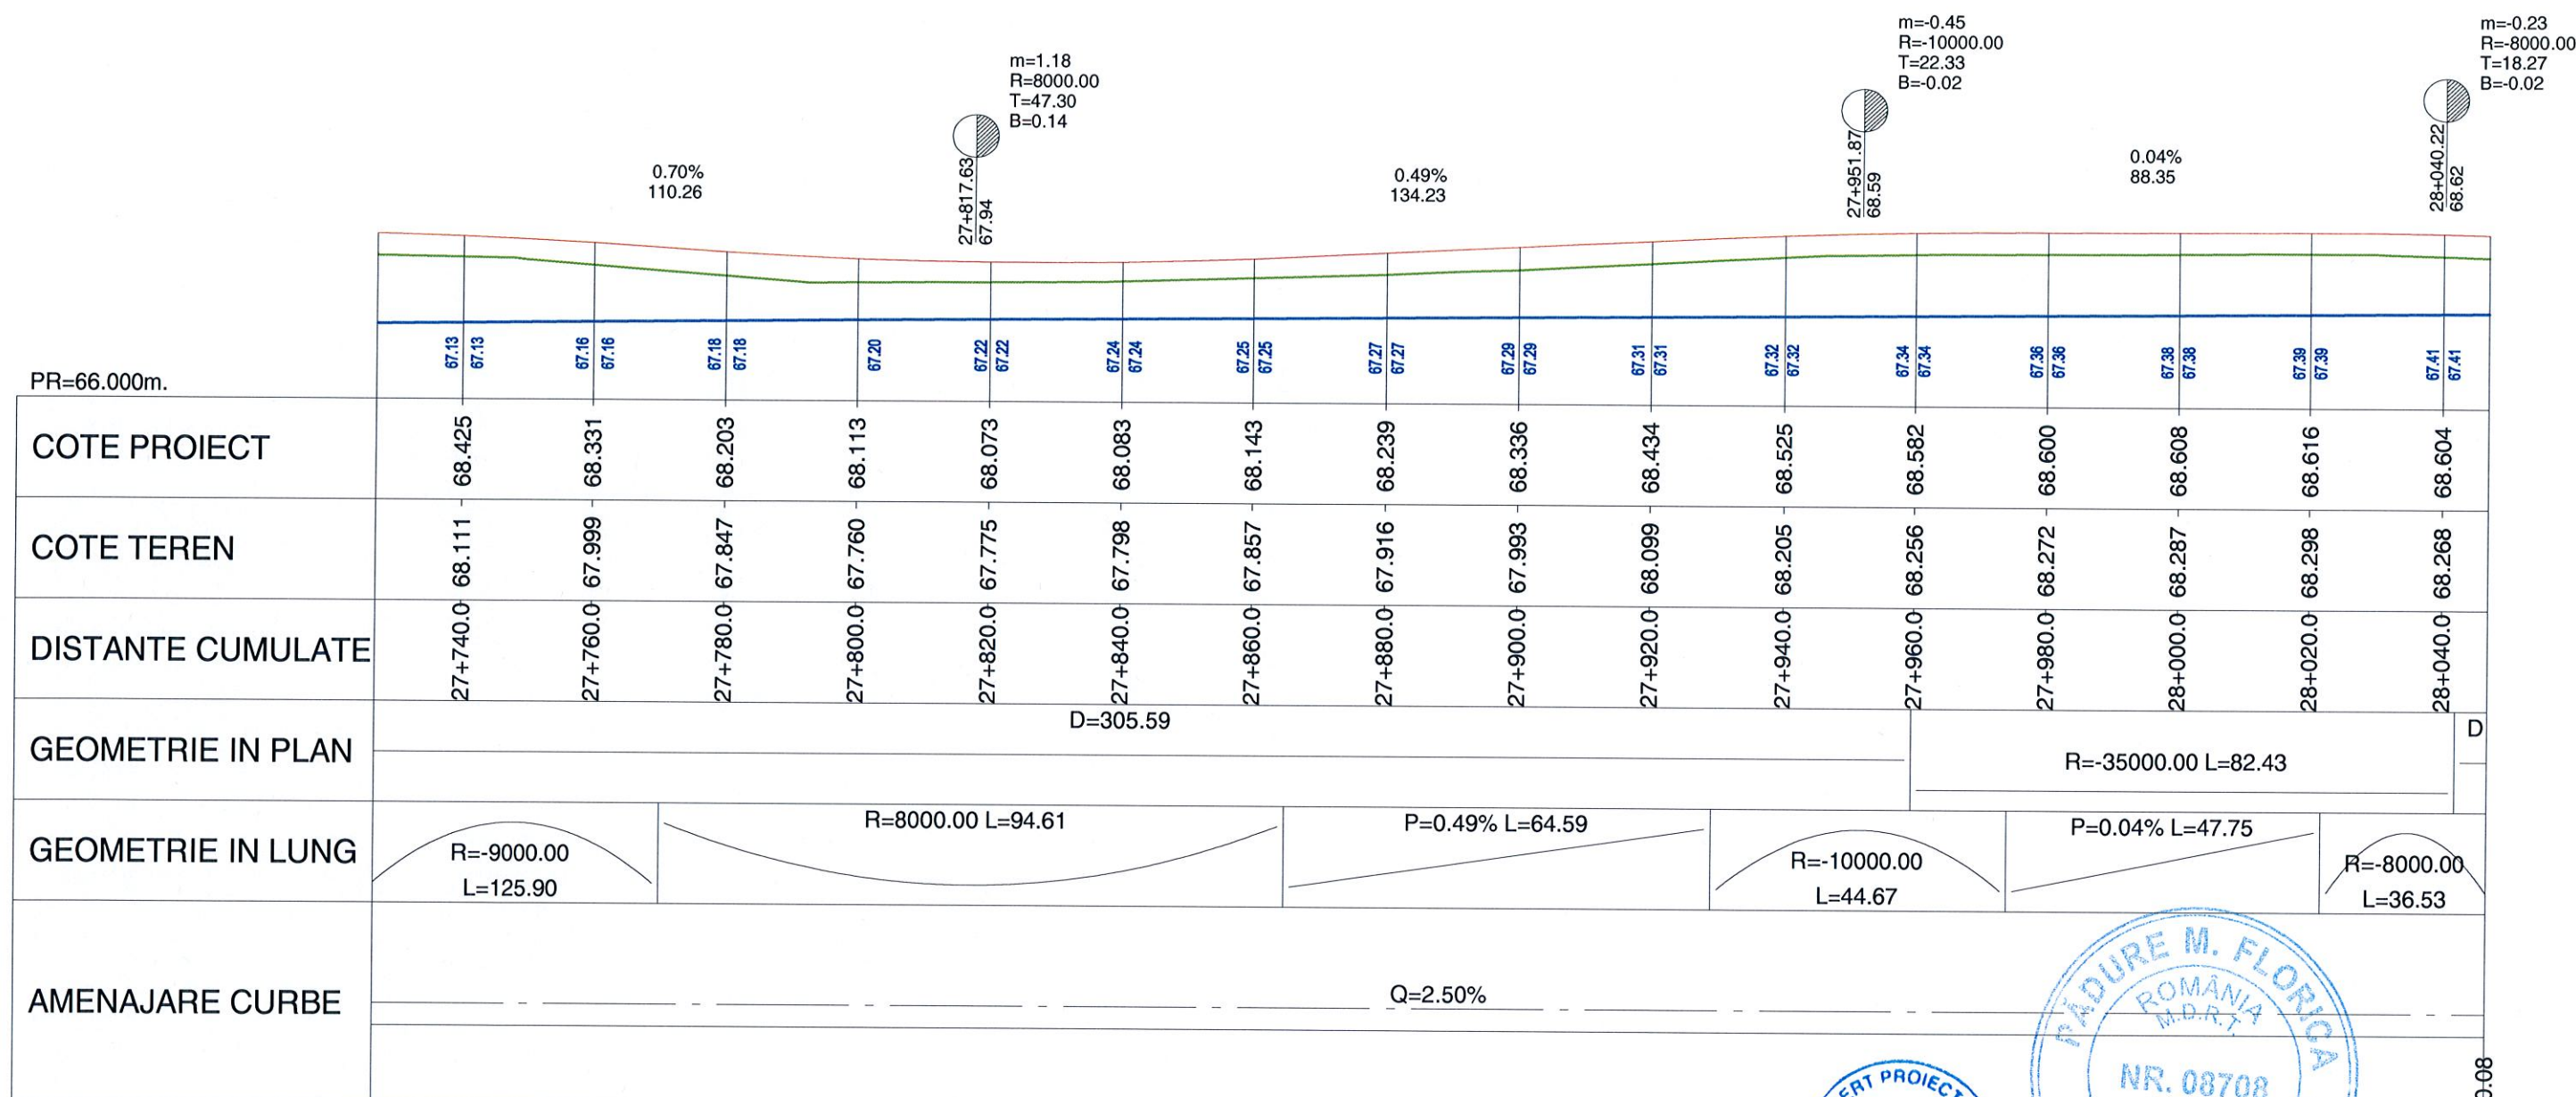 m=-0.45
R=-10000.00
T=22.33
B=-0.02
m=-0.23
R=-8000.00
T=18.27
B=-0.02
m=1.18
R=8000.00
T=47.30
B=0.14
0.70%
110.26
27+817.63
67.94
0.49%
134.23
27+951.87
68.59
0.04%
88.35
28+040.22
68.62
67.13 67.13 67.16 67.16 67.18 67.18 67.20 67.22 67.22 67.24 67.24 67.25 67.25 67.27 67.27 67.29 67.29 67.31 67.31 67.32 67.32 67.34 67.34 67.36 67.36 67.38 67.38 67.39 67.39 67.41 67.41
PR=66.000m.
COTE PROIECT 68.425 68.331 68.203 68.113 68.073 68.083 68.143 68.239 68.336 68.434 68.525 68.582 68.600 68.608 68.616 68.604
COTE TEREN 68.111 67.999 67.847 67.760 67.775 67.798 67.857 67.916 67.993 68.099 68.205 68.256 68.272 68.287 68.298 68.268
DISTANTE CUMULATE 27+740.0 27+760.0 27+780.0 27+800.0 27+820.0 27+840.0 27+860.0 27+880.0 27+900.0 27+920.0 27+940.0 27+960.0 27+980.0 28+000.0 28+020.0 28+040.0
D=305.59
D
GEOMETRIE IN PLAN
R=-35000.00 L=82.43
R=8000.00 L=94.61
P=0.49% L=64.59
P=0.04% L=47.75
GEOMETRIE IN LUNG
R=-9000.00
L=125.90
R=-10000.00
L=44.67
R=-8000.00
L=36.53
AMENAJARE CURBE
Q=2.50%
PĂDURE M. FLORICA
ROMÂNIA
M.D.R.T.
NR. 08708